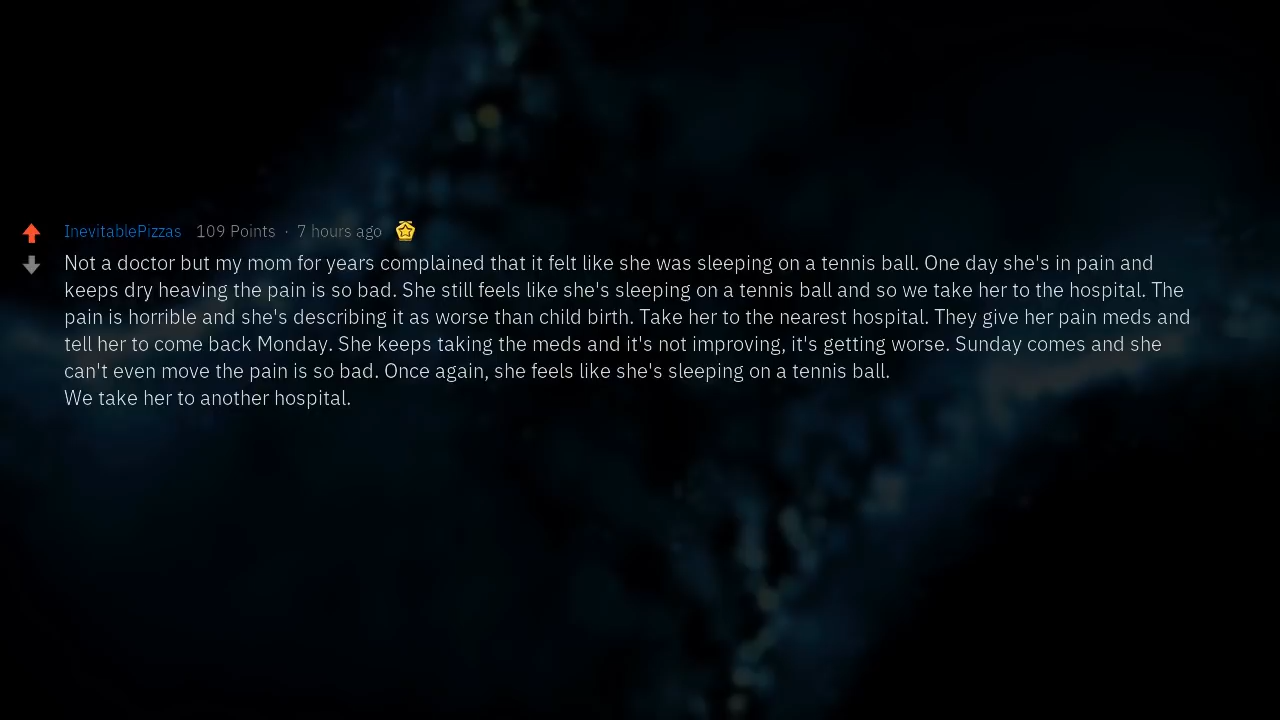 InevitablePizzas 109 Points · 7 hours ago
Not a doctor but my mom for years complained that it felt like she was sleeping on a tennis ball. One day she's in pain and
keeps dry heaving the pain is so bad. She still feels like she's sleeping on a tennis ball and so we take her to the hospital. The
pain is horrible and she's describing it as worse than child birth. Take her to the nearest hospital. They give her pain meds and
tell her to come back Monday. She keeps taking the meds and it's not improving, it's getting worse. Sunday comes and she
can't even move the pain is so bad. Once again, she feels like she's sleeping on a tennis ball.
We take her to another hospital.